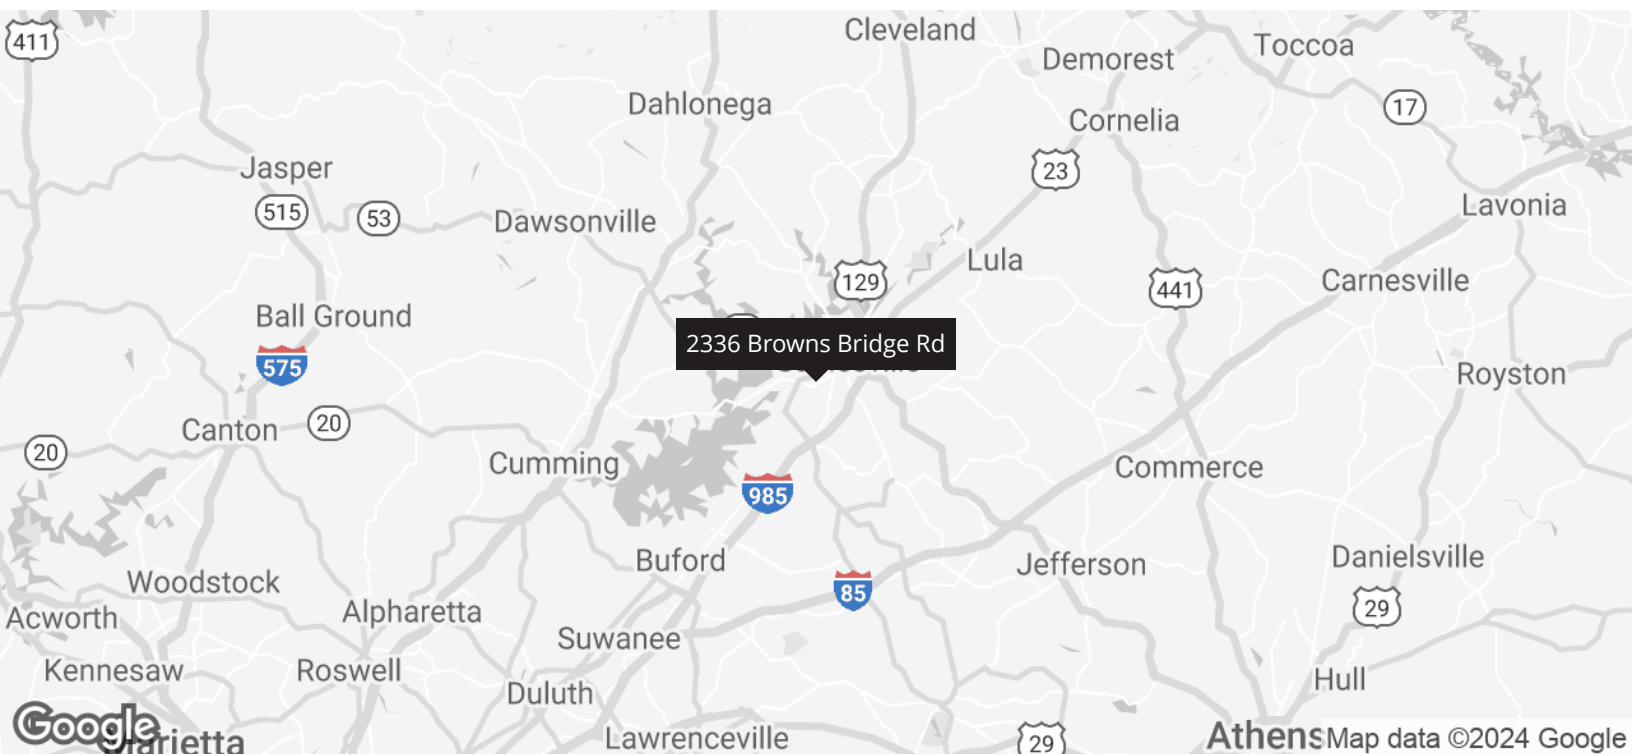 411
Cleveland
Demorest
Toccoa
Dahlonega
17
Cornelia
Jasper
23
515
53
Dawsonville
Lavonia
Lula
129
441
Carnesville
Ball Ground
2336 Browns Bridge Rd
575
Royston
Canton
20
20
Cumming
Commerce
985
Buford
Jefferson
Danielsville
Woodstock
85
29
Acworth
Alpharetta
Suwanee
Kennesaw
Roswell
Hull
Duluth
Google
Marietta
Lawrenceville
29
Athens
Map data ©2024 Google